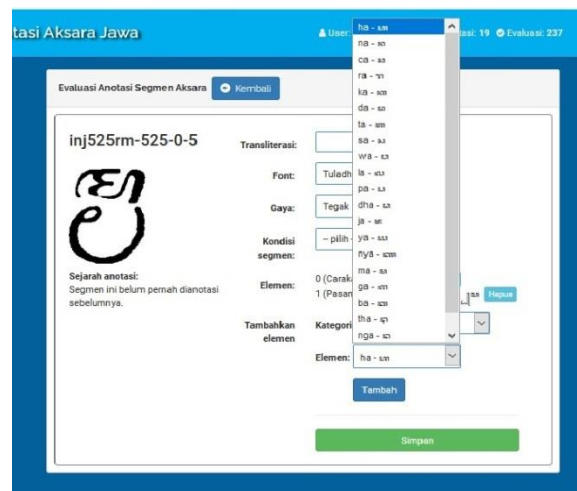 tasi Aksara Jawa
User:
tasi: 19 Evaluasi: 237
Evaluasi Anotasi Segmen Aksara
Kembali
inj525rm-525-0-5
Sejarah anotasi:
Segmen ini belum pernah dianotasi
sebelumnya.
Transliterasi:
Font:
Tuladh
Gaya:
Tegak
Kondisi
segmen:
-- pilih -
Elemen:
0 (Carak
1 (Pasan
Hapus
Tambahkan
elemen
Kategori
Elemen:
ha - ꦲ
Tambah
Simpan
ha - ꦲ
na - ꦤ
ca - ꦕ
ra - ꦫ
ka - ꦏ
da - ꦢ
ta - ꦠ
sa - ꦱ
wa - ꦮ
la - ꦭ
pa - ꦥ
dha - ꦝ
ja - ꦗ
ya - ꦪ
nya - ꦚ
ma - ꦩ
ga - ꦒ
ba - ꦧ
tha - ꦛ
nga - ꦔ